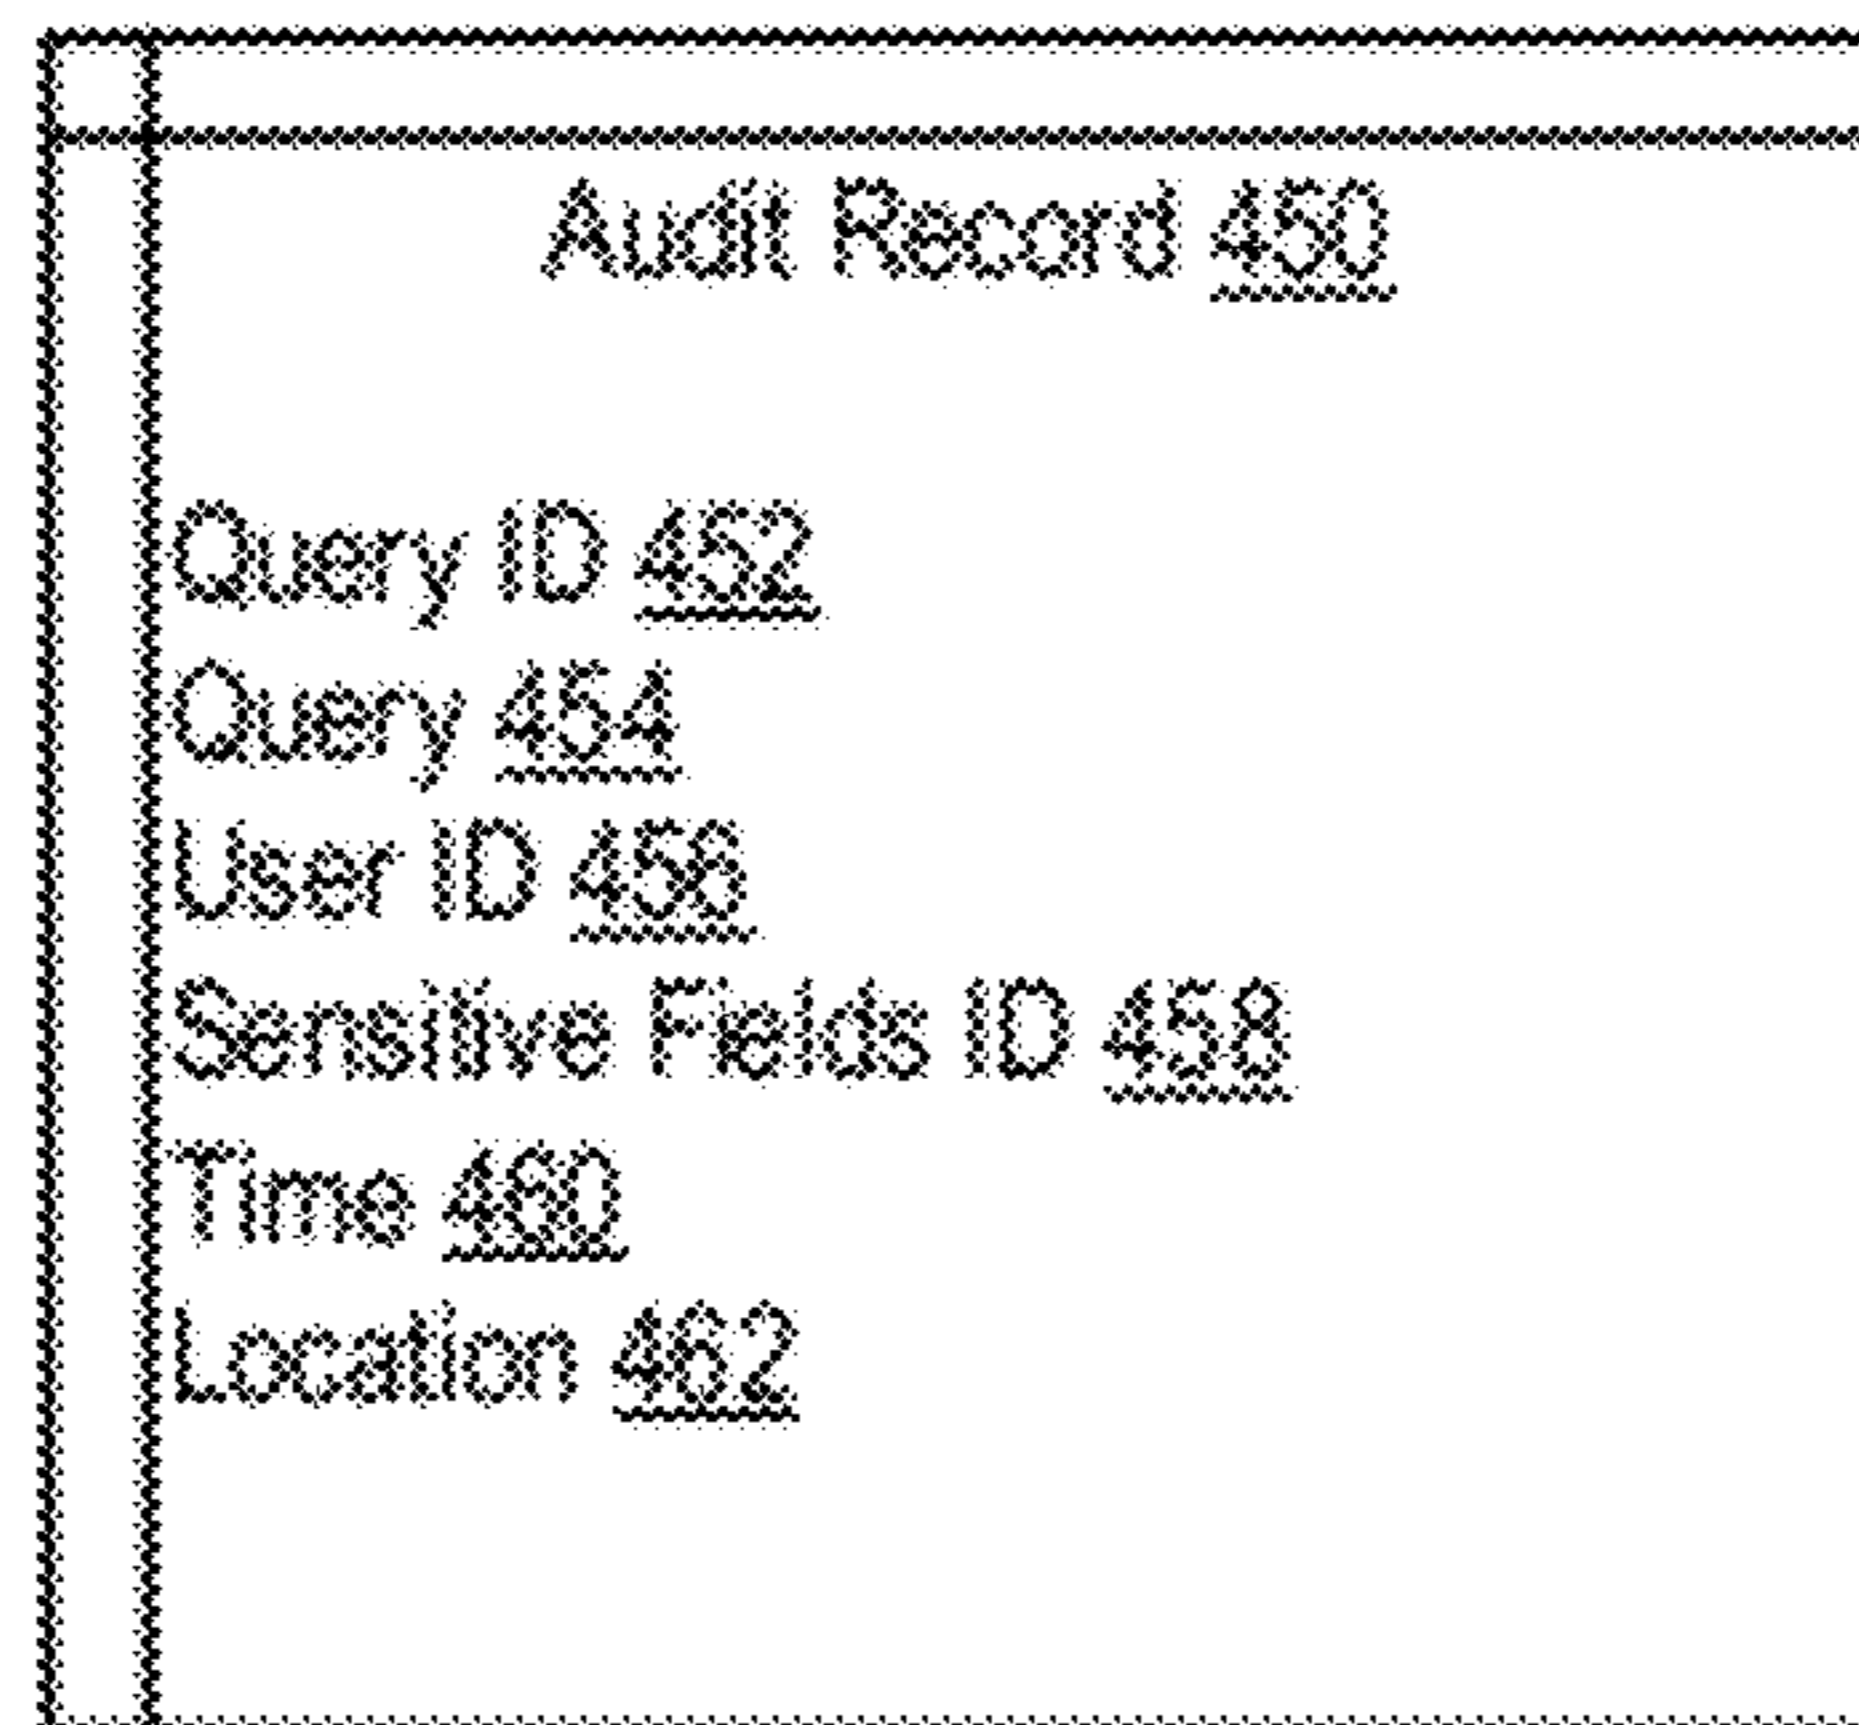 Audit Record 450
Query ID 452
Query 454
User ID 456
Sensitive Fields ID 458
Time 460
Location 462